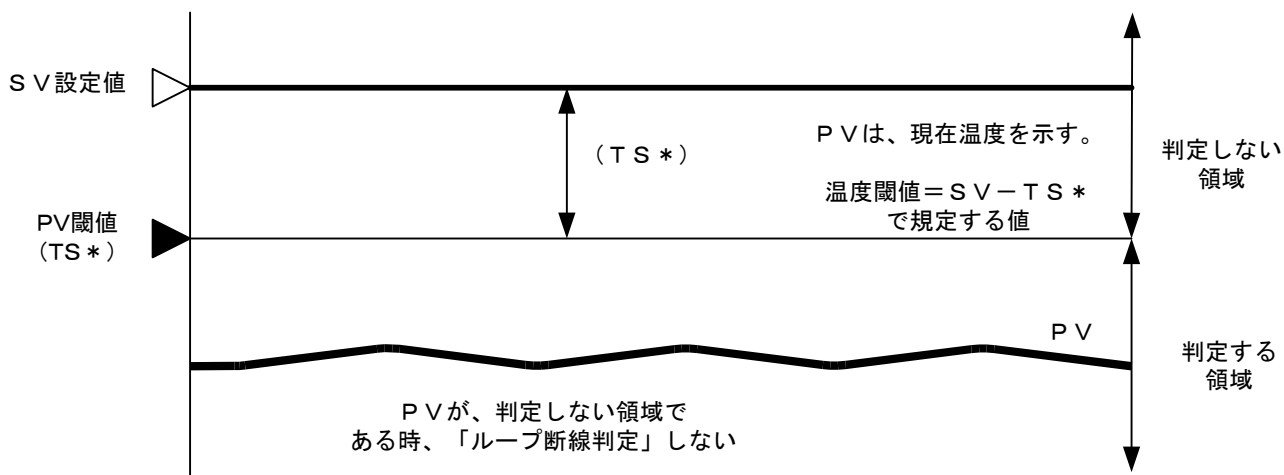 ＳＶ設定値
（ＴＳ＊）
ＰＶは、現在温度を示す。
温度閾値＝ＳＶ－ＴＳ＊
で規定する値
判定しない
領域
PV閾値
（TS＊）
ＰＶ
判定する
領域
ＰＶが、判定しない領域で
ある時、「ループ断線判定」しない